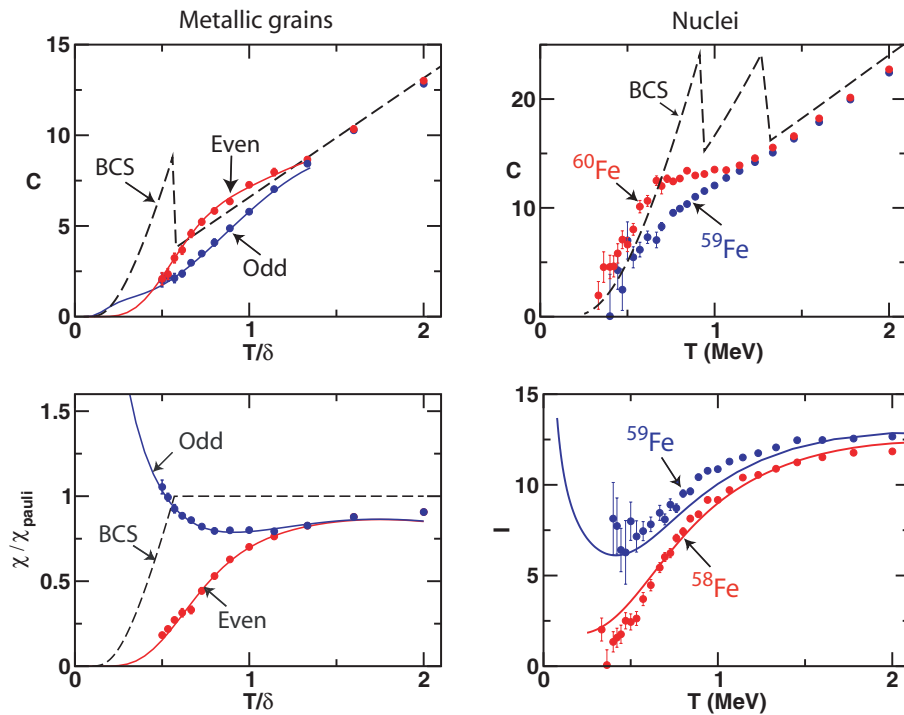 Metallic grains
Nuclei
15
10
5
0
C
BCS
Even
Odd
0
1
2
T/δ
20
10
0
C
BCS
60Fe
59Fe
0
1
2
T (MeV)
1.5
1
0.5
0
χ/χpauli
Odd
BCS
Even
0
1
2
T/δ
15
10
5
0
I
59Fe
58Fe
0
1
2
T (MeV)